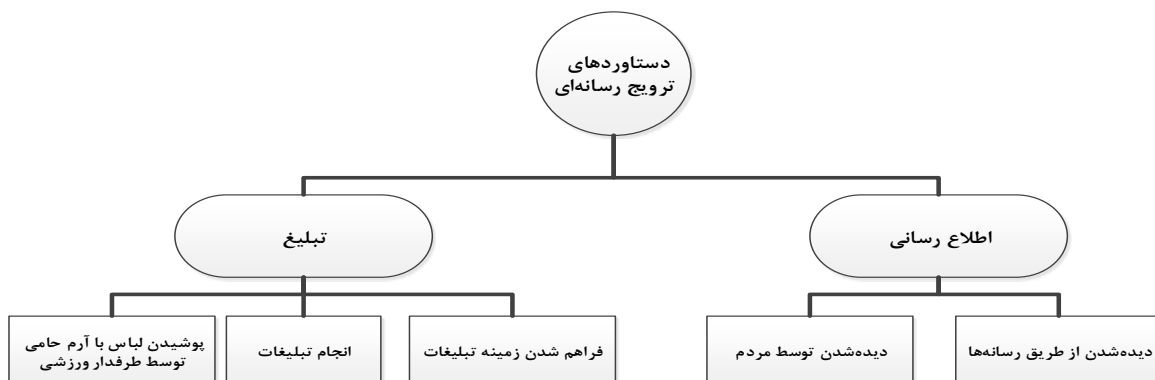 دستاوردهای
ترویج رسانه‌ای
اطلاع رسانی
تبلیغ
دیده‌شدن از طریق رسانه‌ها
دیده‌شدن توسط مردم
فراهم شدن زمینه تبلیغات
انجام تبلیغات
پوشیدن لباس با آرم حامی
توسط طرفدار ورزشی